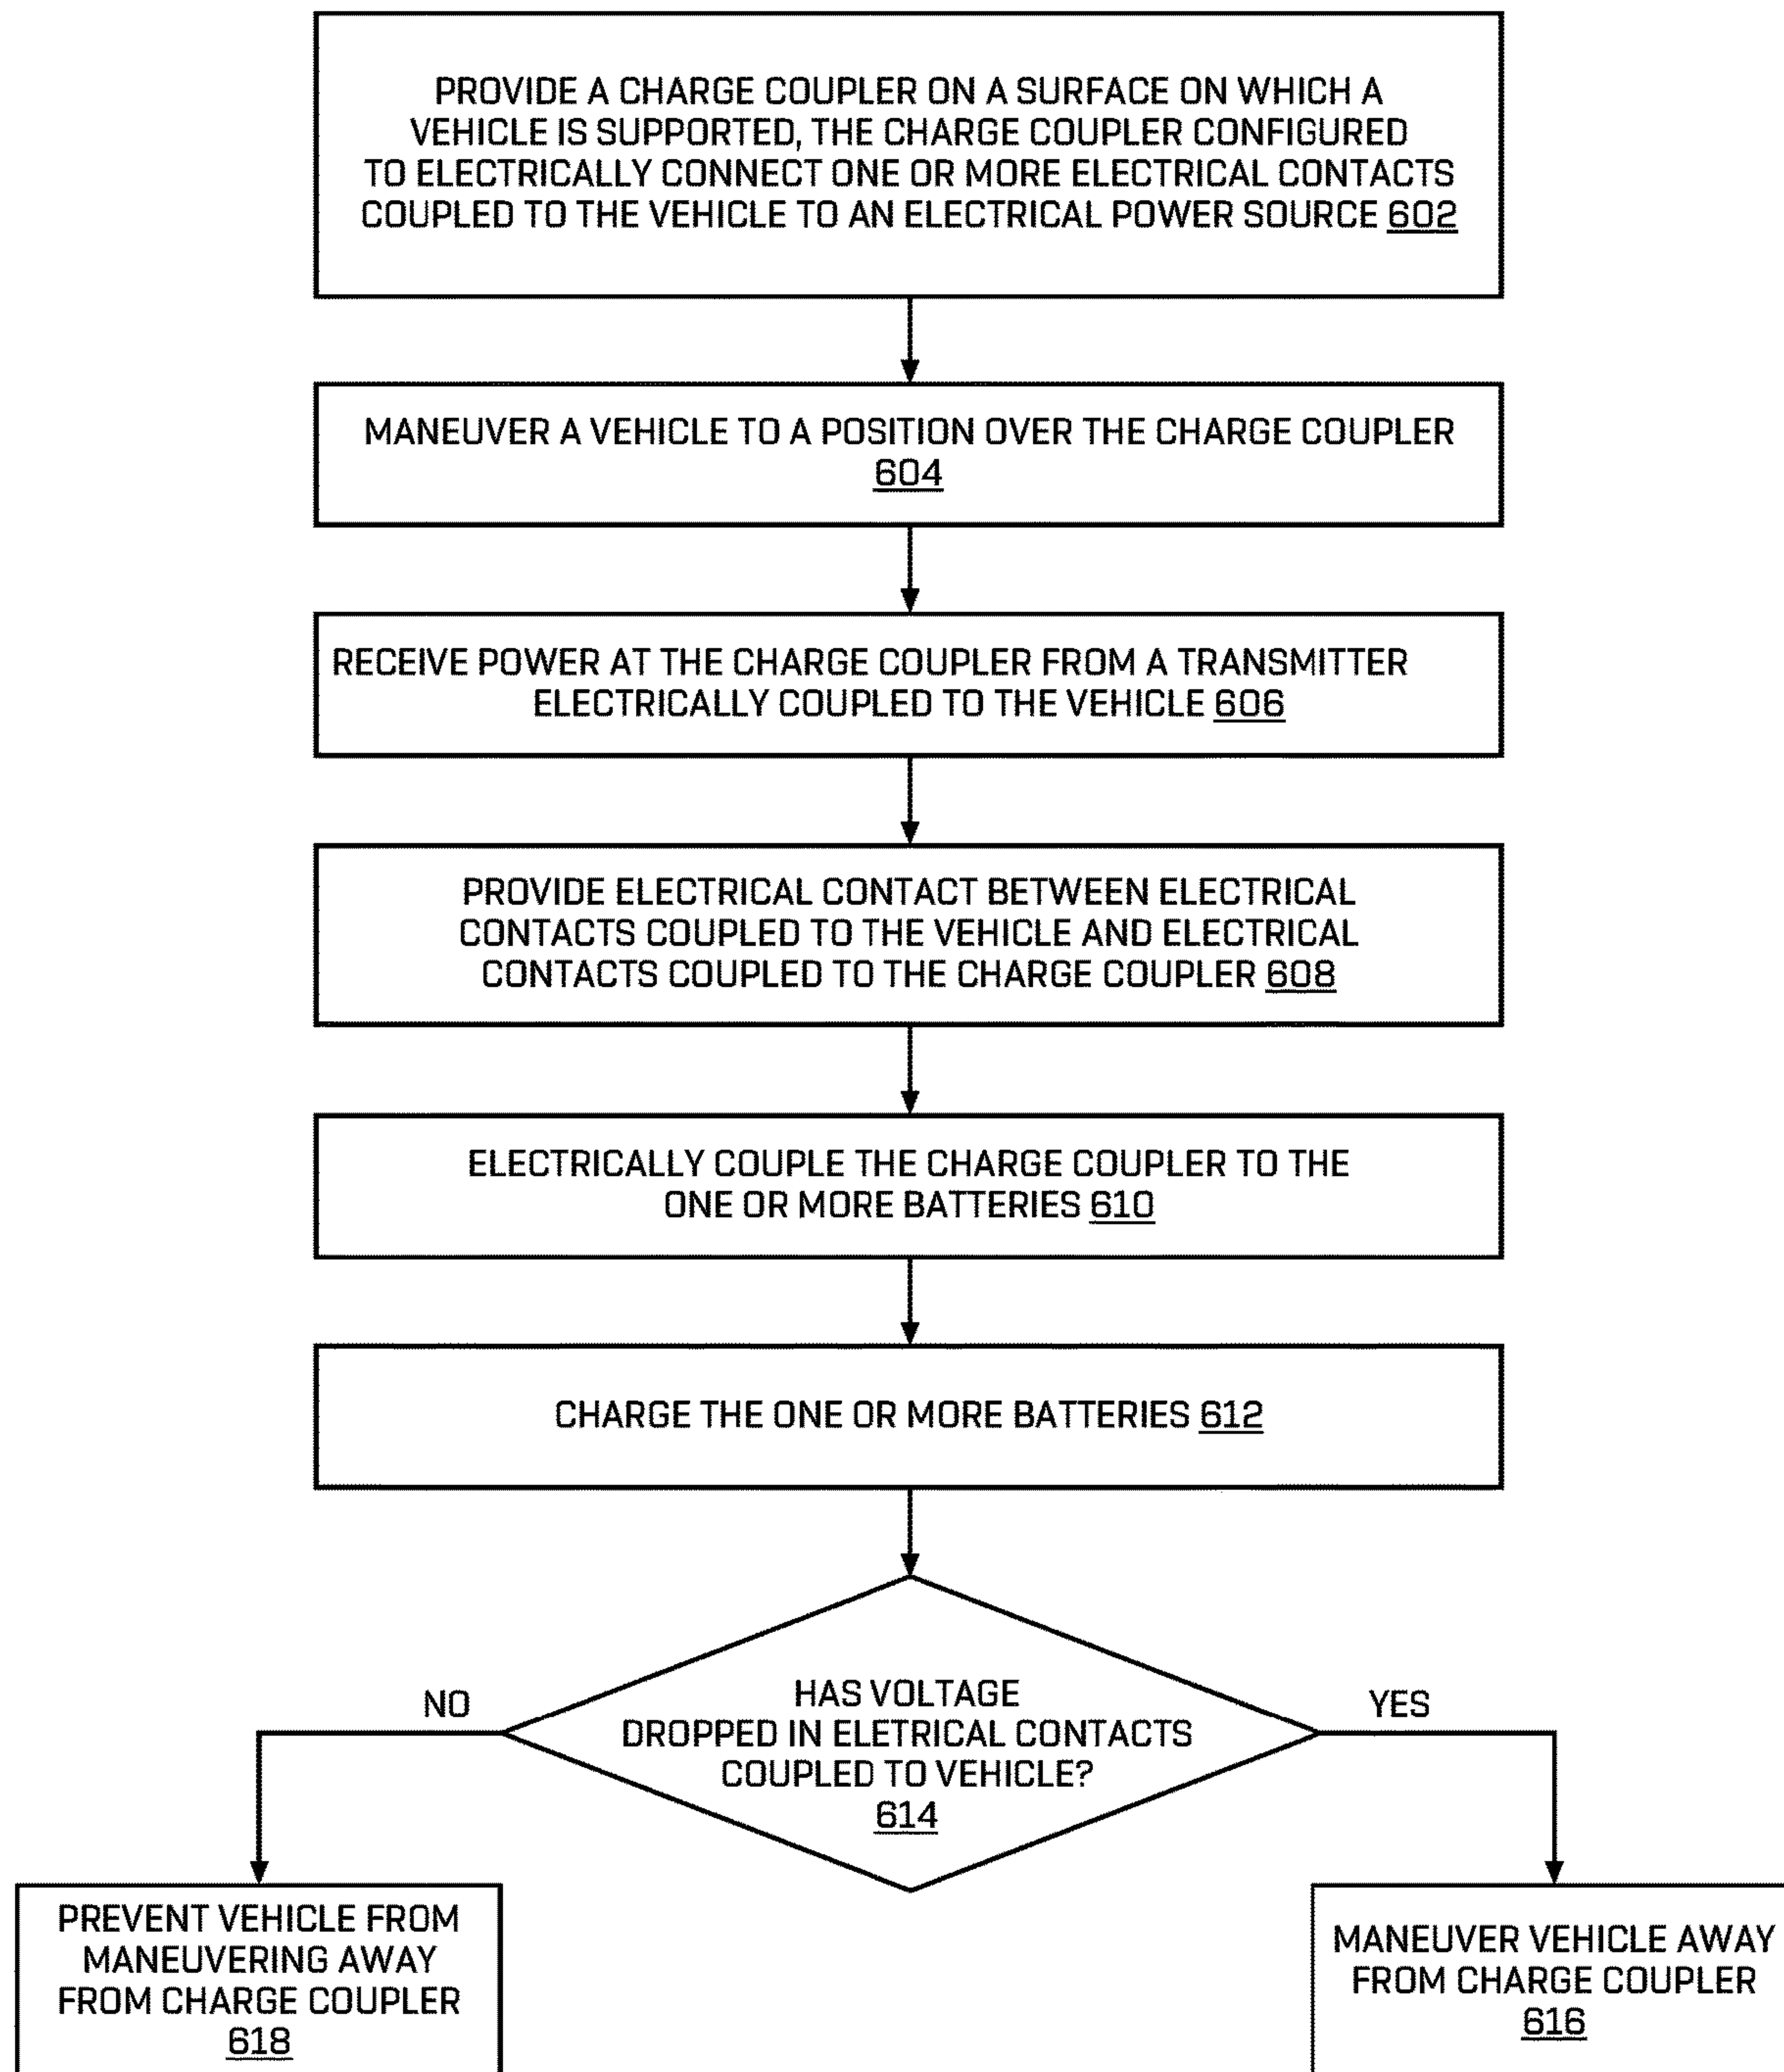 PROVIDE A CHARGE COUPLER ON A SURFACE ON WHICH A
VEHICLE IS SUPPORTED, THE CHARGE COUPLER CONFIGURED
TO ELECTRICALLY CONNECT ONE OR MORE ELECTRICAL CONTACTS
COUPLED TO THE VEHICLE TO AN ELECTRICAL POWER SOURCE 602
MANEUVER A VEHICLE TO A POSITION OVER THE CHARGE COUPLER
604
RECEIVE POWER AT THE CHARGE COUPLER FROM A TRANSMITTER
ELECTRICALLY COUPLED TO THE VEHICLE 606
PROVIDE ELECTRICAL CONTACT BETWEEN ELECTRICAL
CONTACTS COUPLED TO THE VEHICLE AND ELECTRICAL
CONTACTS COUPLED TO THE CHARGE COUPLER 608
ELECTRICALLY COUPLE THE CHARGE COUPLER TO THE
ONE OR MORE BATTERIES 610
CHARGE THE ONE OR MORE BATTERIES 612
HAS VOLTAGE
DROPPED IN ELETRICAL CONTACTS
COUPLED TO VEHICLE?
614
NO
YES
PREVENT VEHICLE FROM
MANEUVERING AWAY
FROM CHARGE COUPLER
618
MANEUVER VEHICLE AWAY
FROM CHARGE COUPLER
616